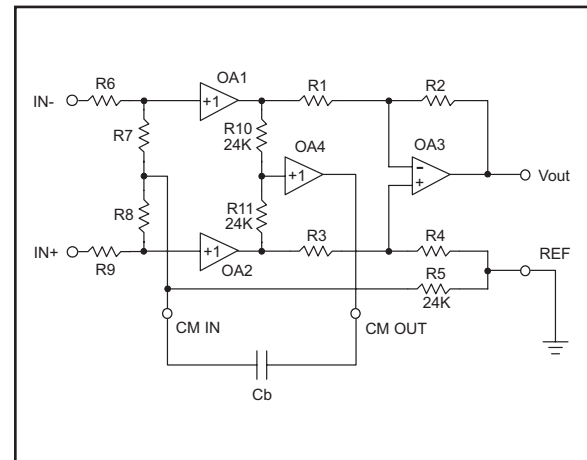 OA1
R6
R1
R2
IN-
+1
R7
R10
24K
OA4
OA3
-
+1
+
Vout
R8
R11
24K
IN+
+1
R3
R4
R9
OA2
REF
R5
24K
CM IN
CM OUT
Cb